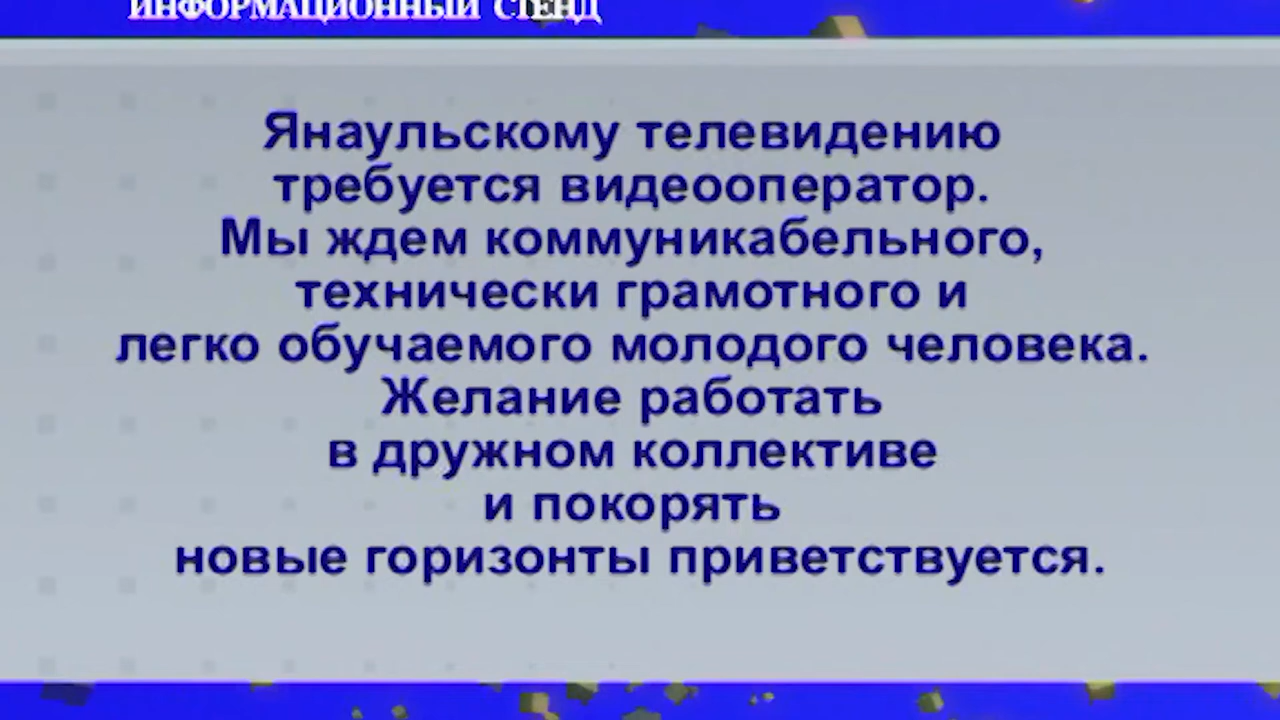 ИНФОРМАЦИОННЫЙ СТЕНД
Янаульскому телевидению
требуется видеооператор.
Мы ждем коммуникабельного,
технически грамотного и
легко обучаемого молодого человека.
Желание работать
в дружном коллективе
и покорять
новые горизонты приветствуется.